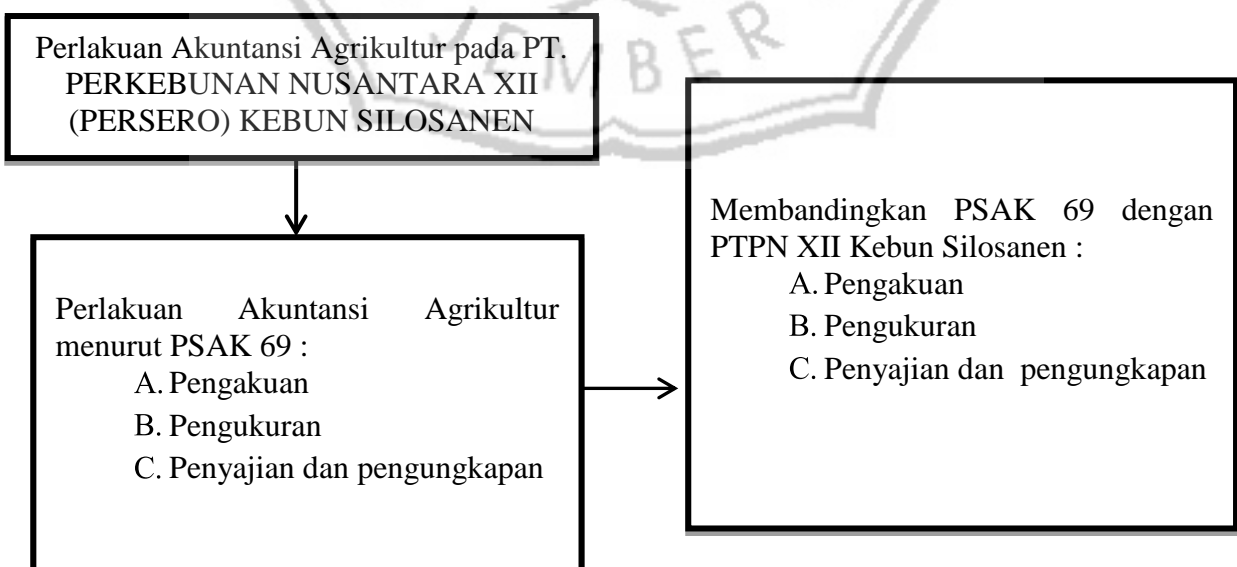 JEMBER
Perlakuan Akuntansi Agrikultur pada PT.
PERKEBUNAN NUSANTARA XII
(PERSERO) KEBUN SILOSANEN
Perlakuan Akuntansi Agrikultur
menurut PSAK 69 :
A. Pengakuan
B. Pengukuran
C. Penyajian dan pengungkapan
Membandingkan PSAK 69 dengan
PTPN XII Kebun Silosanen :
A. Pengakuan
B. Pengukuran
C. Penyajian dan pengungkapan